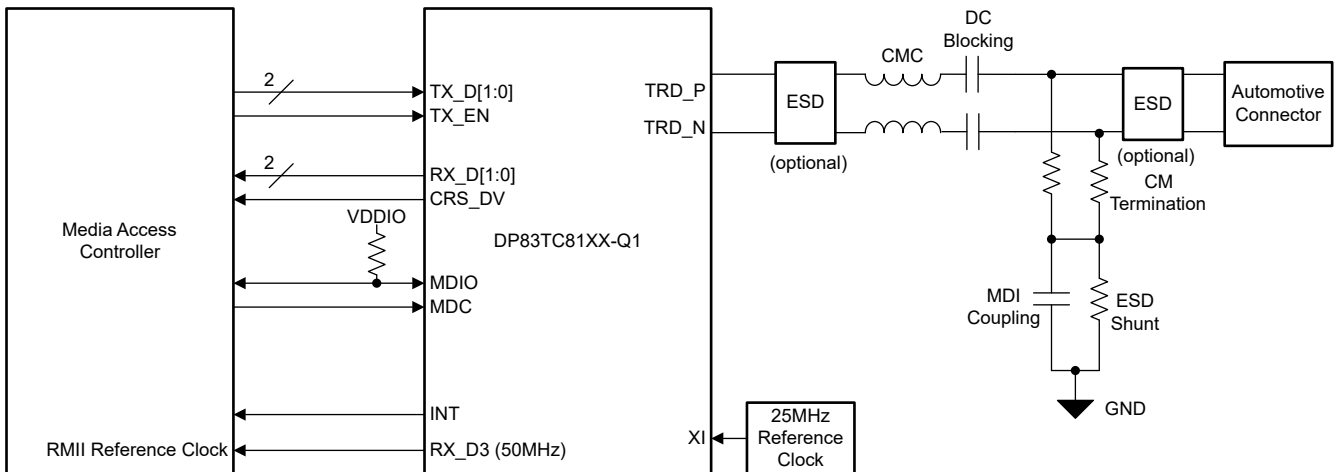 Media Access
Controller
RMII Reference Clock
2
2
VDDIO
TX_D[1:0]
TX_EN
RX_D[1:0]
CRS_DV
DP83TC81XX-Q1
MDIO
MDC
INT
RX_D3 (50MHz)
TRD_P
TRD_N
XI
25MHz
Reference
Clock
ESD
(optional)
CMC
DC
Blocking
ESD
(optional)
CM
Termination
Automotive
Connector
MDI
Coupling
ESD
Shunt
GND